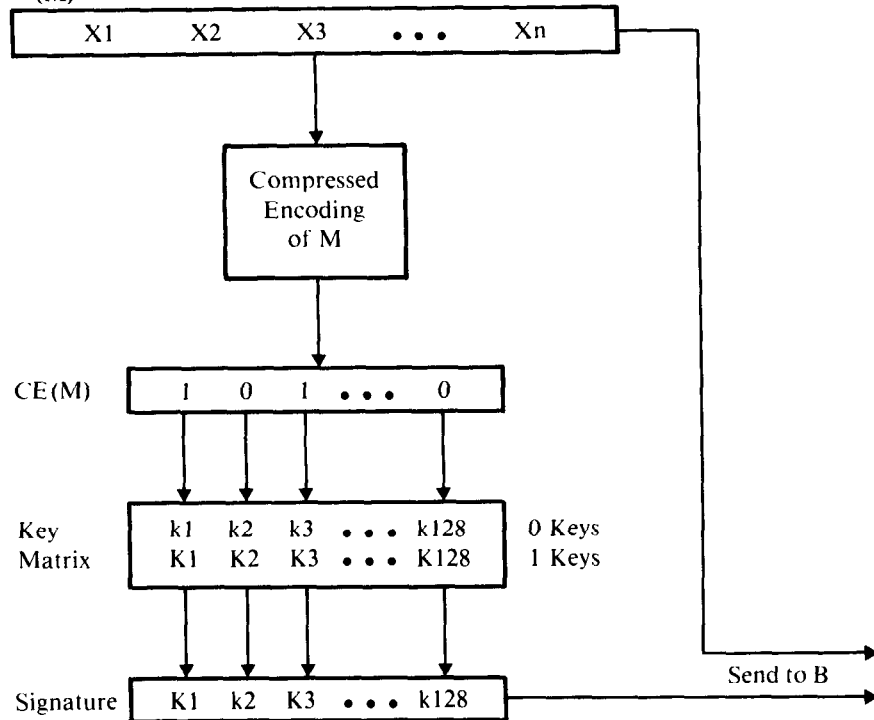 X1 X2 X3 • • • Xn
Compressed
Encoding
of M
CE(M) 1 0 1 • • • 0
Key k1 k2 k3 • • • k128 0 Keys
Matrix K1 K2 K3 • • • K128 1 Keys
Send to B
Signature K1 k2 K3 • • • k128